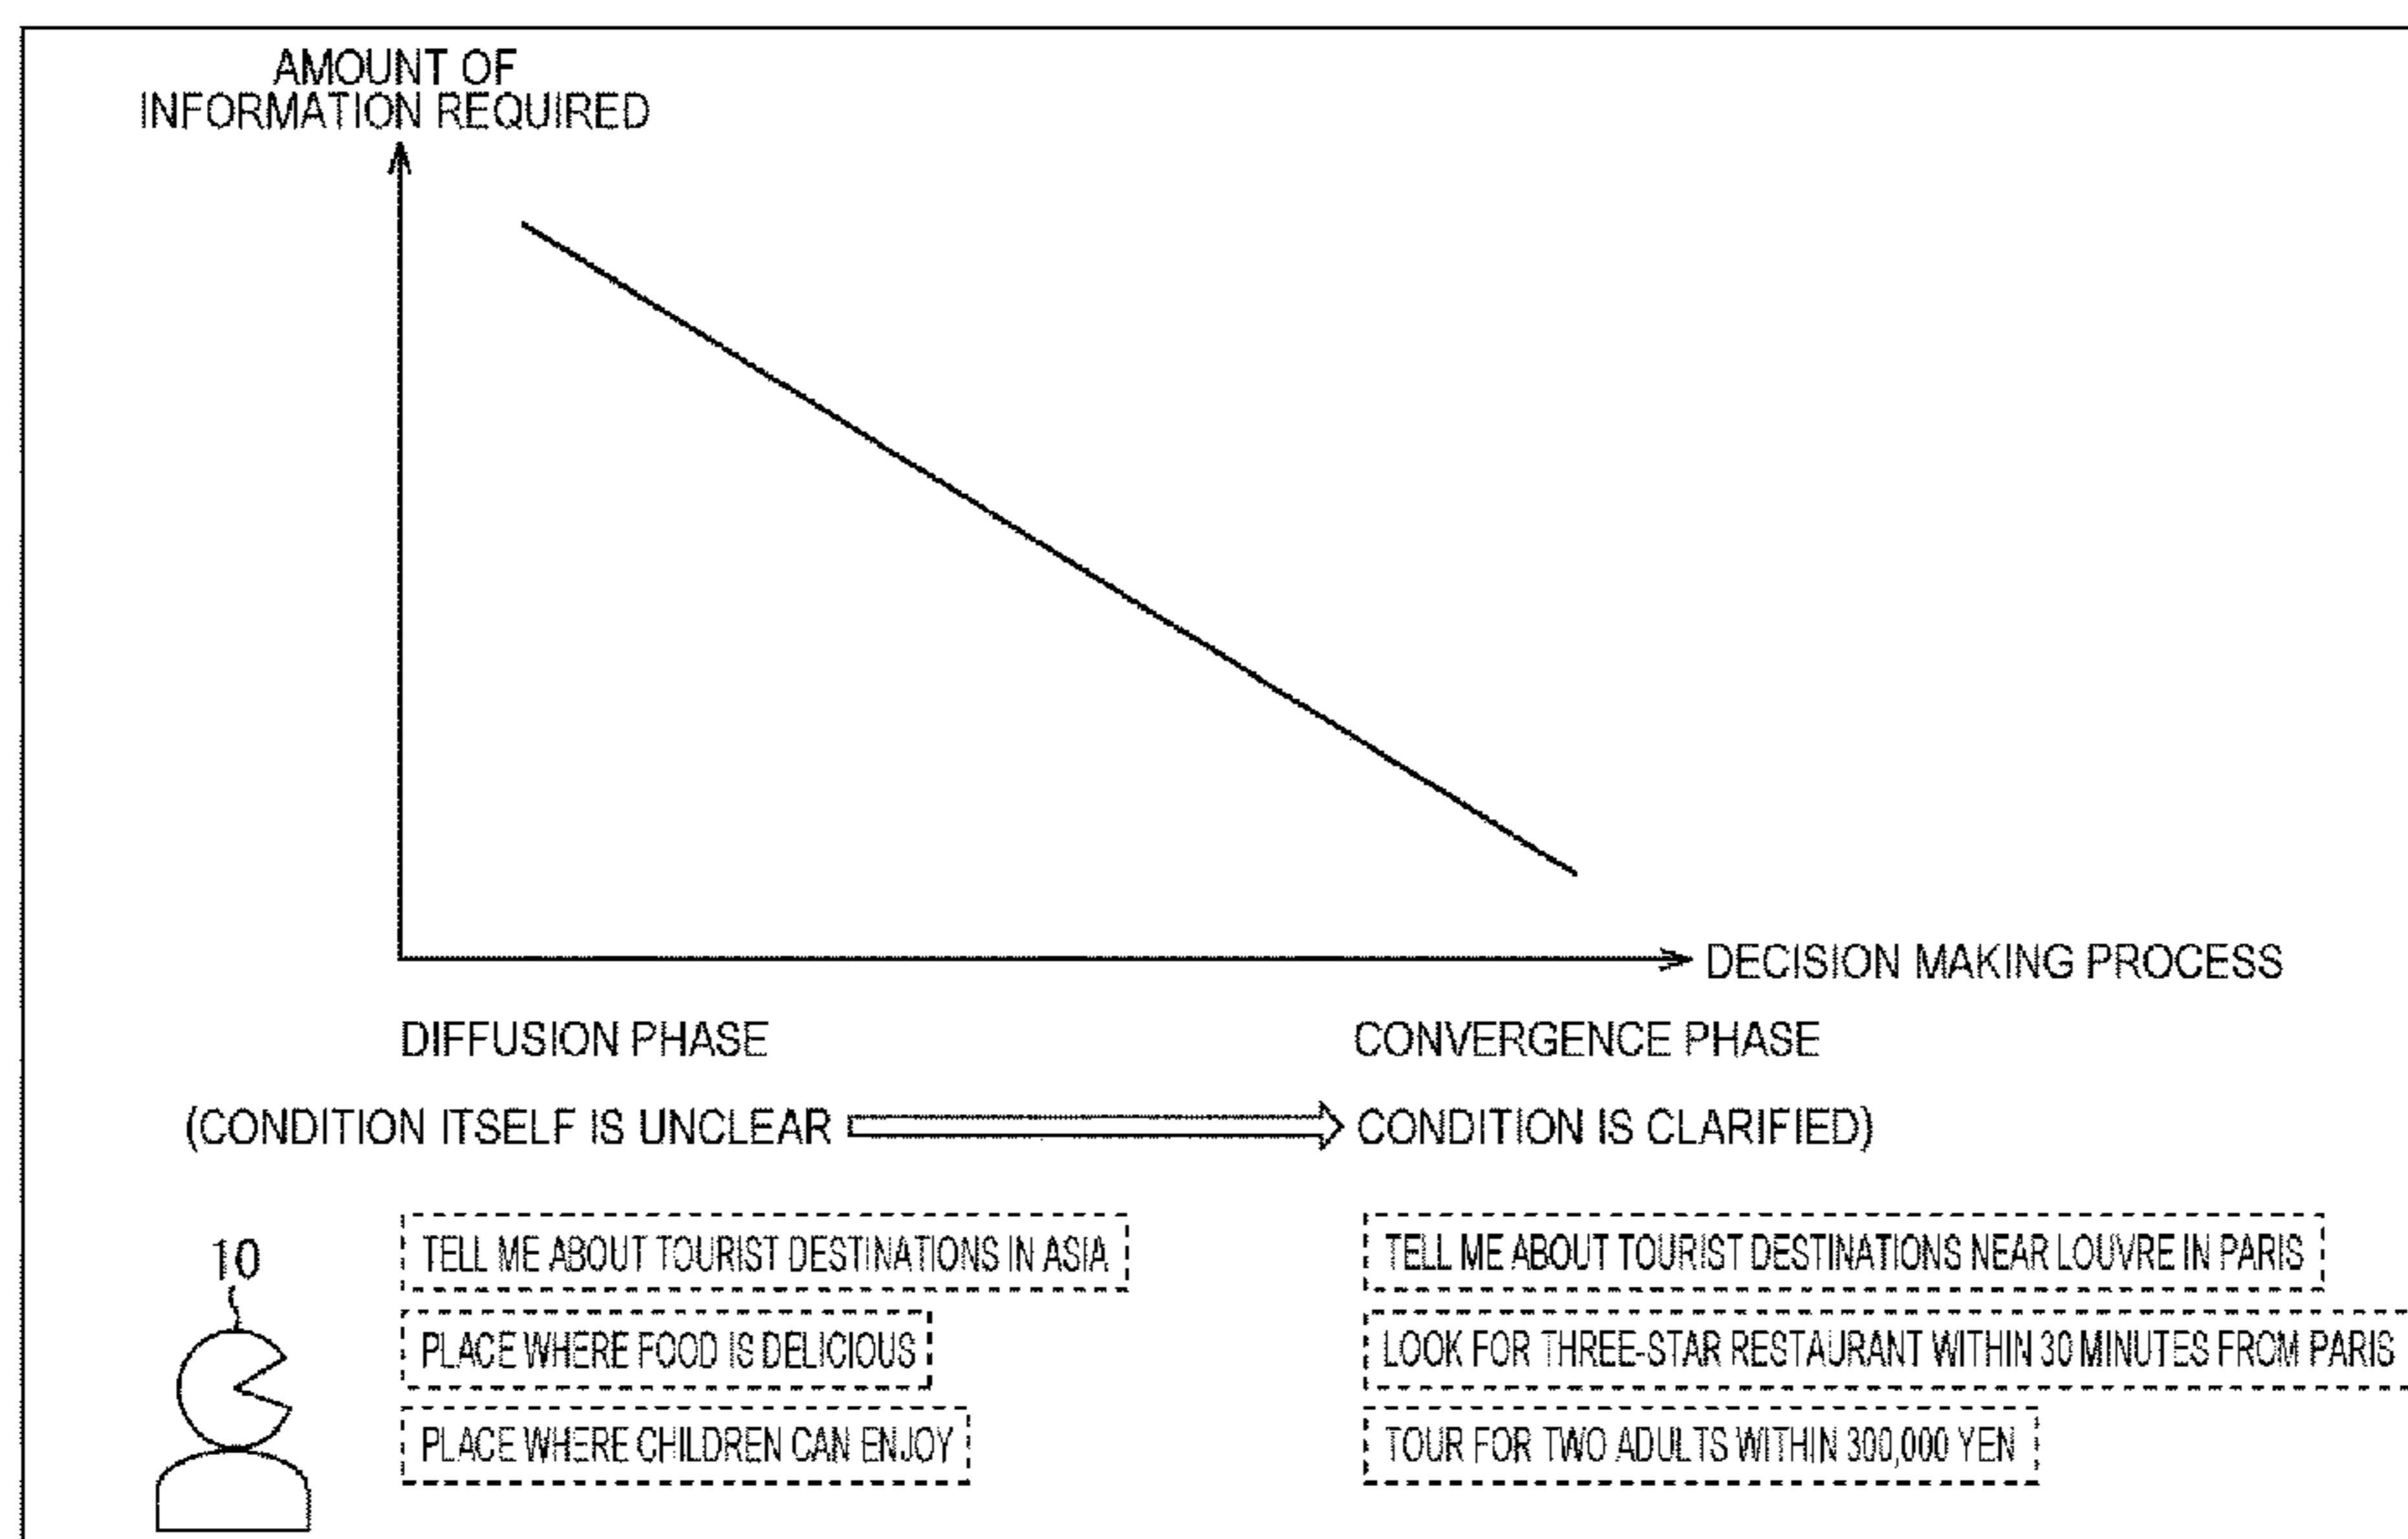 AMOUNT OF
INFORMATION REQUIRED
DECISION MAKING PROCESS
DIFFUSION PHASE
CONVERGENCE PHASE
(CONDITION ITSELF IS UNCLEAR
CONDITION IS CLARIFIED)
10
TELL ME ABOUT TOURIST DESTINATIONS IN ASIA
PLACE WHERE FOOD IS DELICIOUS
PLACE WHERE CHILDREN CAN ENJOY
TELL ME ABOUT TOURIST DESTINATIONS NEAR LOUVRE IN PARIS
LOOK FOR THREE-STAR RESTAURANT WITHIN 30 MINUTES FROM PARIS
TOUR FOR TWO ADULTS WITHIN 300,000 YEN